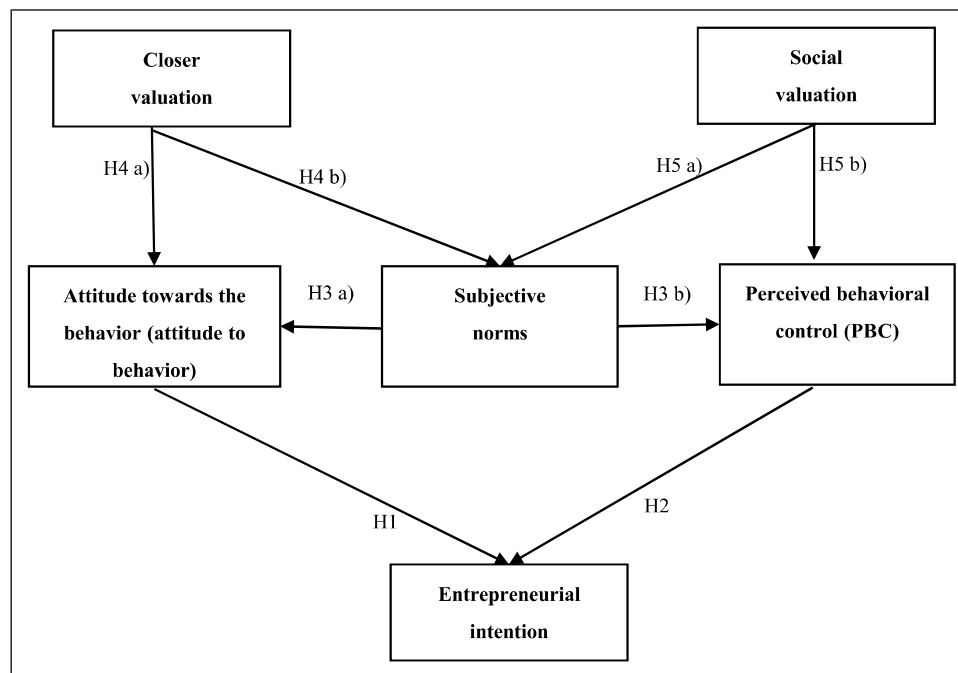 Closer
valuation
Social
valuation
H4 a)
H4 b)
H5 a)
H5 b)
Attitude towards the
behavior (attitude to
behavior)
H3 a)
Subjective
norms
H3 b)
Perceived behavioral
control (PBC)
H1
H2
Entrepreneurial
intention